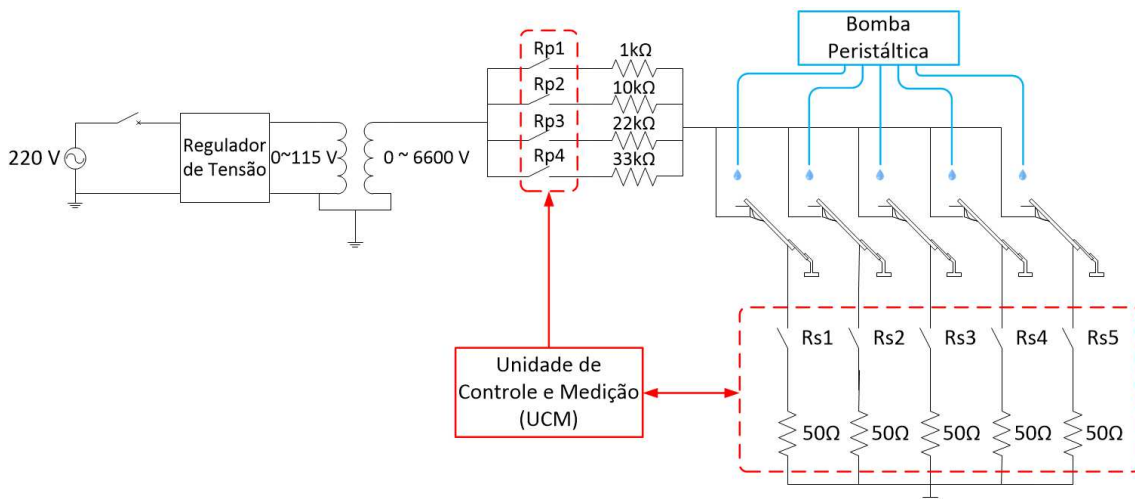 Bomba
Peristáltica
Rp1
1kΩ
Rp2
10kΩ
Rp3
22kΩ
Rp4
33kΩ
220 V
Regulador
de Tensão
0~115 V
0 ~ 6600 V
Rs1
Rs2
Rs3
Rs4
Rs5
Unidade de
Controle e Medição
(UCM)
50Ω
50Ω
50Ω
50Ω
50Ω